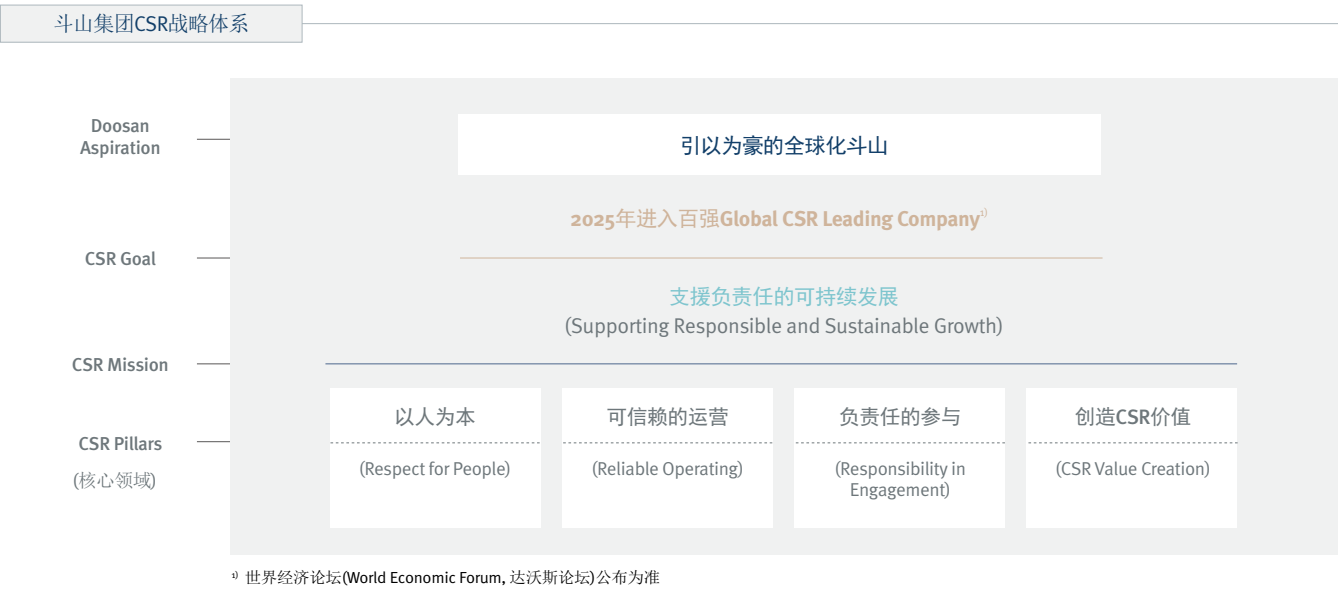 斗山集团CSR战略体系
Doosan
Aspiration
引以为豪的全球化斗山
2025年进入百强Global CSR Leading Company1)
CSR Goal
支援负责任的可持续发展
(Supporting Responsible and Sustainable Growth)
CSR Mission
CSR Pillars
(核心领域)
以人为本
(Respect for People)
可信赖的运营
(Reliable Operating)
负责任的参与
(Responsibility in
Engagement)
创造CSR价值
(CSR Value Creation)
1) 世界经济论坛(World Economic Forum, 达沃斯论坛)公布为准